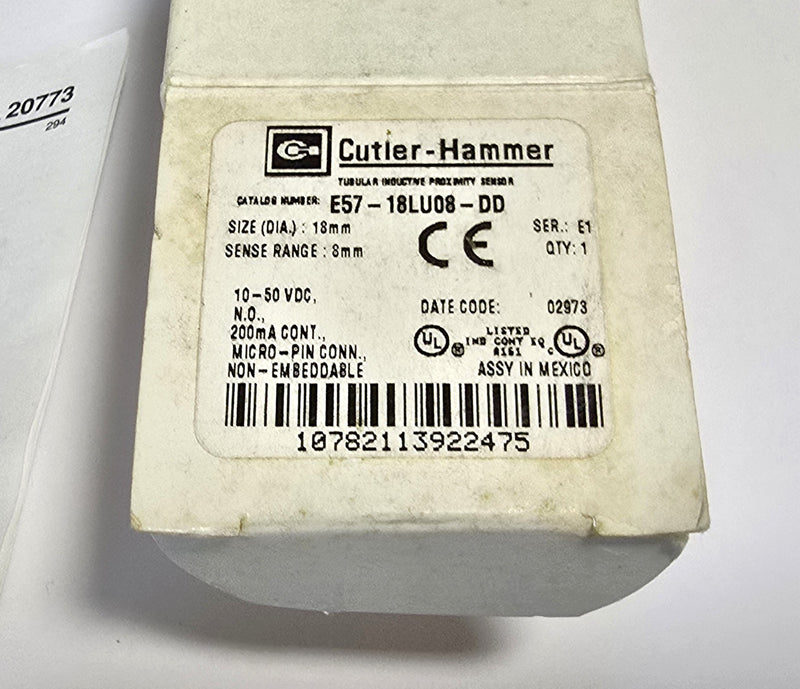 20773
294
Cutler-Hammer
TUBULAR INDUCTIVE PROXIMITY SENSOR
CATALOG NUMBER: E57-18LU08-DD
SIZE (DIA.) : 18mm
SENSE RANGE : 8mm
CE
SER.: E1
QTY: 1
10-50 VDC,
N.O.,
200mA CONT.,
MICRO-PIN CONN.,
NON-EMBEDDABLE
DATE CODE: 02973
UL ® LISTED C UL ®
IND CONT EQ
ASSY IN MEXICO
10782113922475